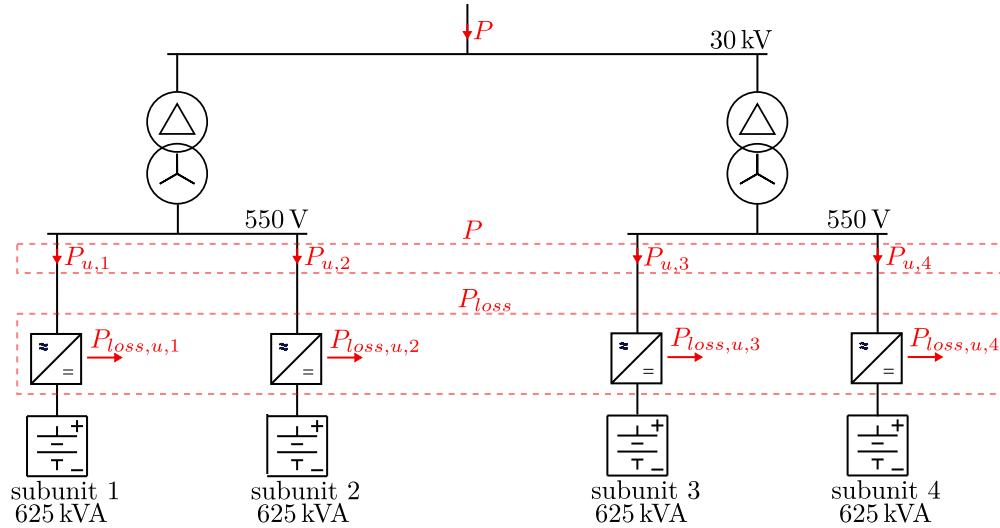 P
30 kV
550 V
550 V
P
P_{u,1}
P_{u,2}
P_{u,3}
P_{u,4}
P_{loss}
P_{loss,u,1}
P_{loss,u,2}
P_{loss,u,3}
P_{loss,u,4}
≈
=
≈
=
≈
=
≈
=
+
−
+
−
+
−
+
−
subunit 1
625 kVA
subunit 2
625 kVA
subunit 3
625 kVA
subunit 4
625 kVA